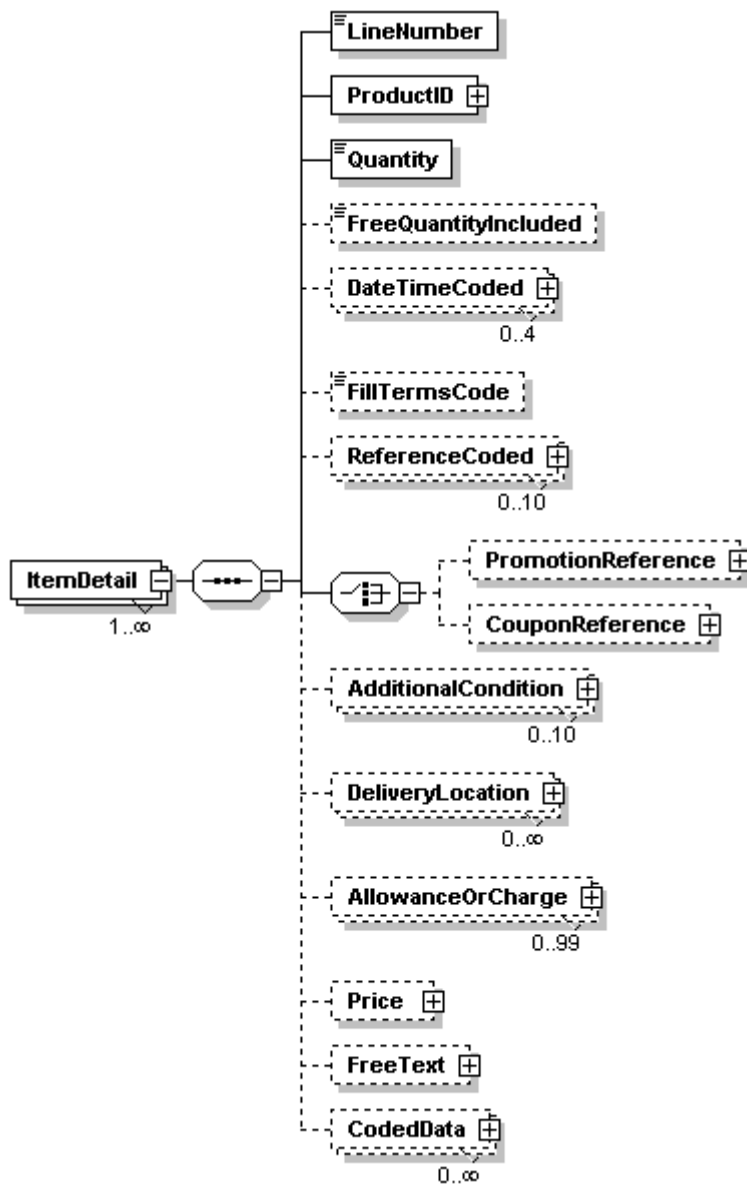 LineNumber
ProductID
Quantity
FreeQuantityIncluded
DateTimeCoded
0..4
FillTermsCode
ReferenceCoded
0..10
ItemDetail
1..∞
PromotionReference
CouponReference
AdditionalCondition
0..10
DeliveryLocation
0..∞
AllowanceOrCharge
0..99
Price
FreeText
CodedData
0..∞